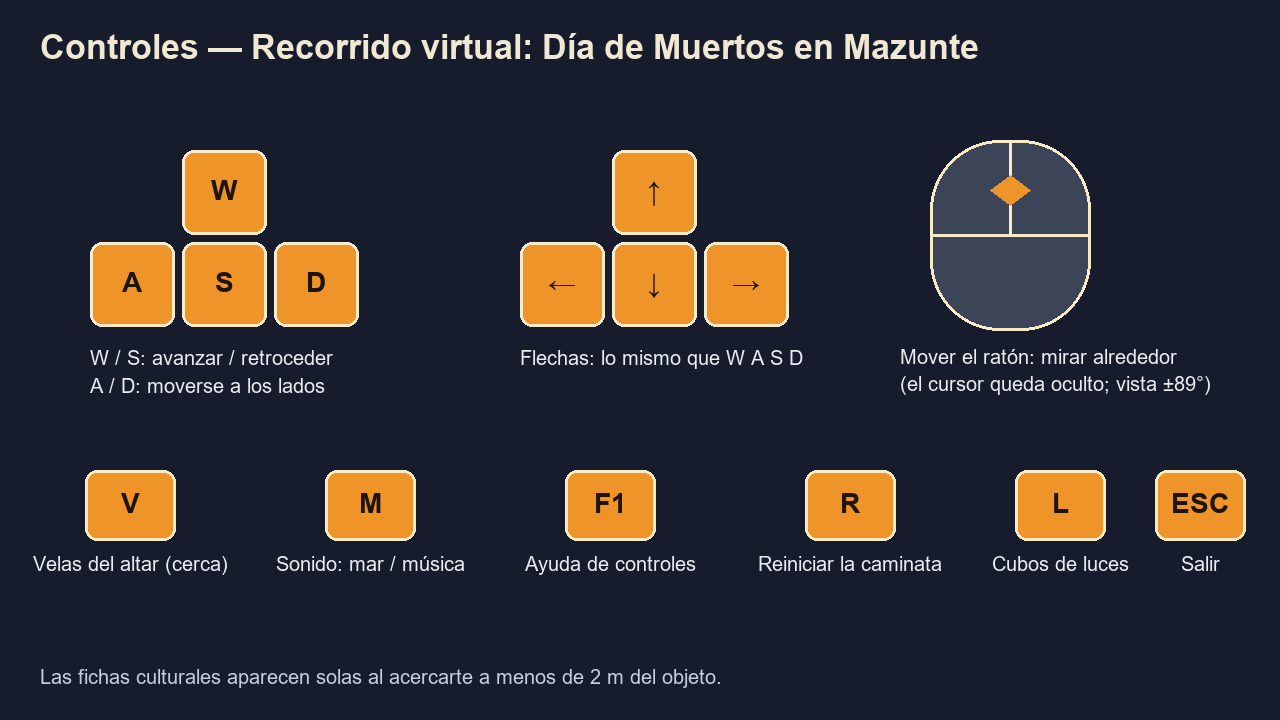 Controles — Recorrido virtual: Día de Muertos en Mazunte
W
↑
A S D
← ↓ →
W / S: avanzar / retroceder
A / D: moverse a los lados
Flechas: lo mismo que W A S D
Mover el ratón: mirar alrededor
(el cursor queda oculto; vista ±89°)
V
Velas del altar (cerca)
M
Sonido: mar / música
F1
Ayuda de controles
R
Reiniciar la caminata
L
Cubos de luces
ESC
Salir
Las fichas culturales aparecen solas al acercarte a menos de 2 m del objeto.